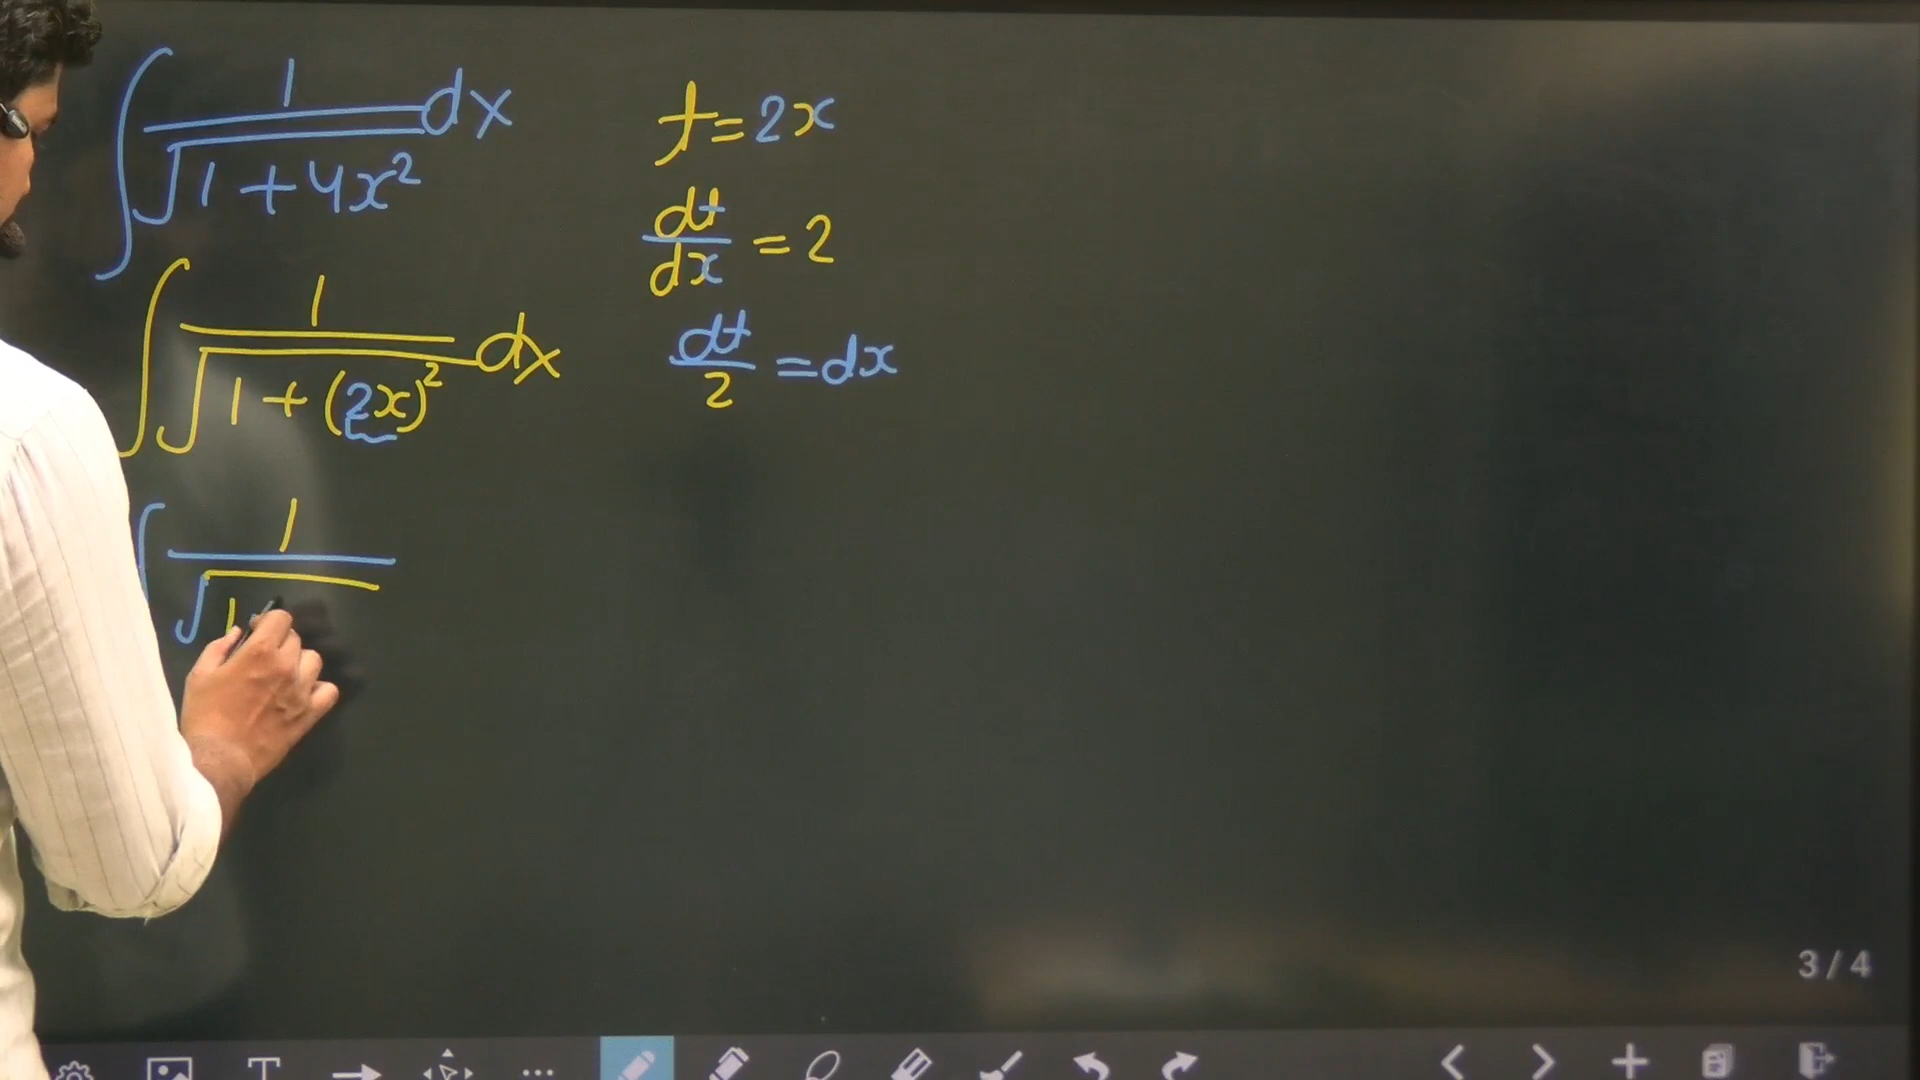 ∫ 1/√(1 + 4x²) dx
∫ 1/√(1 + (2x)²) dx
∫ 1/√(1
t = 2x
dt/dx = 2
dt/2 = dx
3 / 4
T